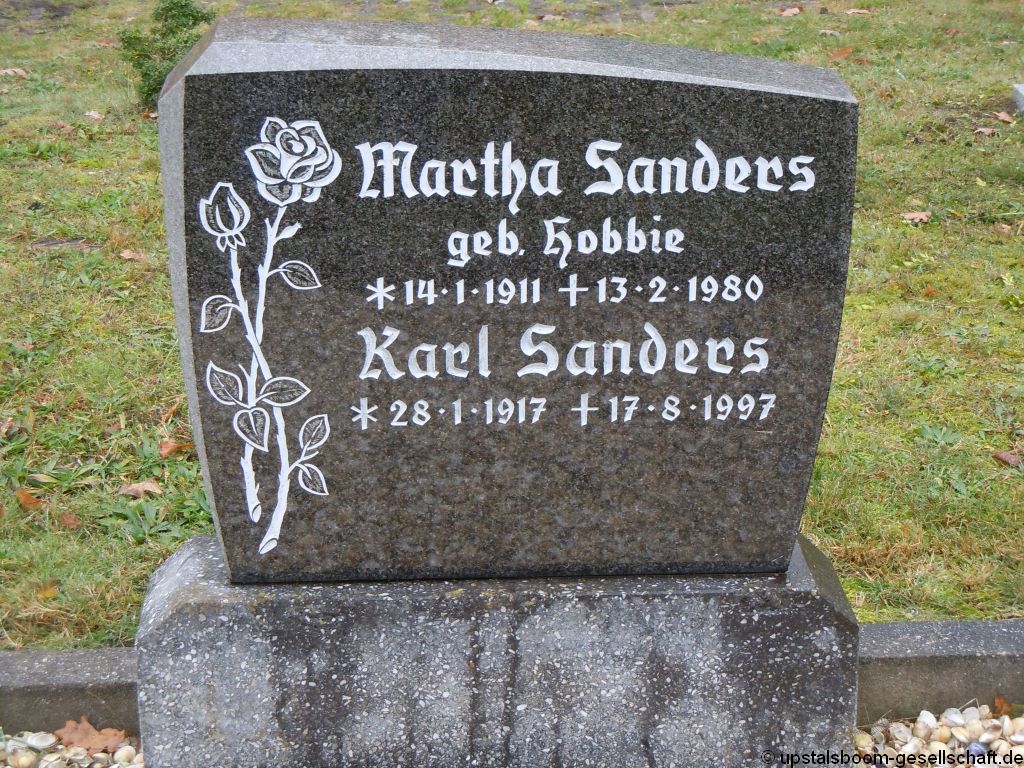 Martha Sanders
geb. Hobbie
*14·1·1911 †13·2·1980
Karl Sanders
*28·1·1917 †17·8·1997
© upstalsboom-gesellschaft.de